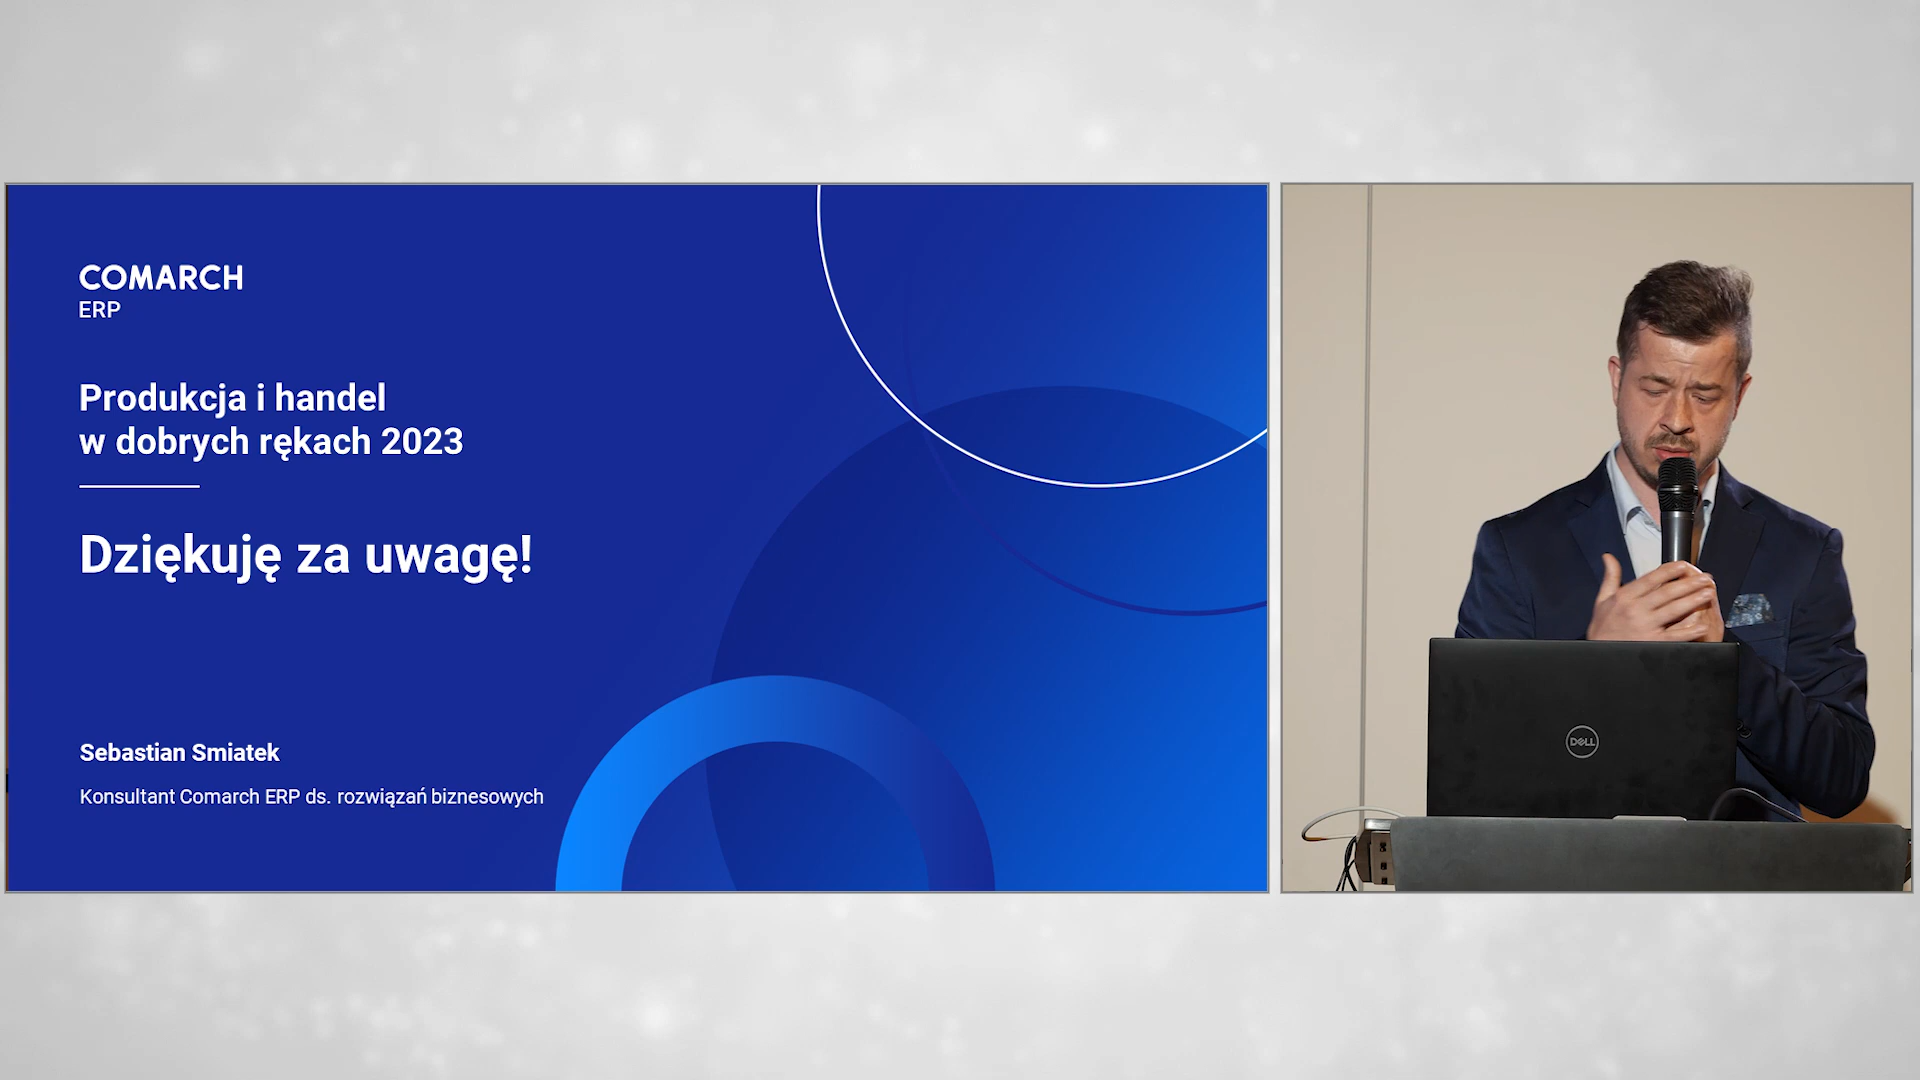 COMARCH
ERP
Produkcja i handel
w dobrych rękach 2023
Dziękuję za uwagę!
Sebastian Smiatek
Konsultant Comarch ERP ds. rozwiązań biznesowych
DELL